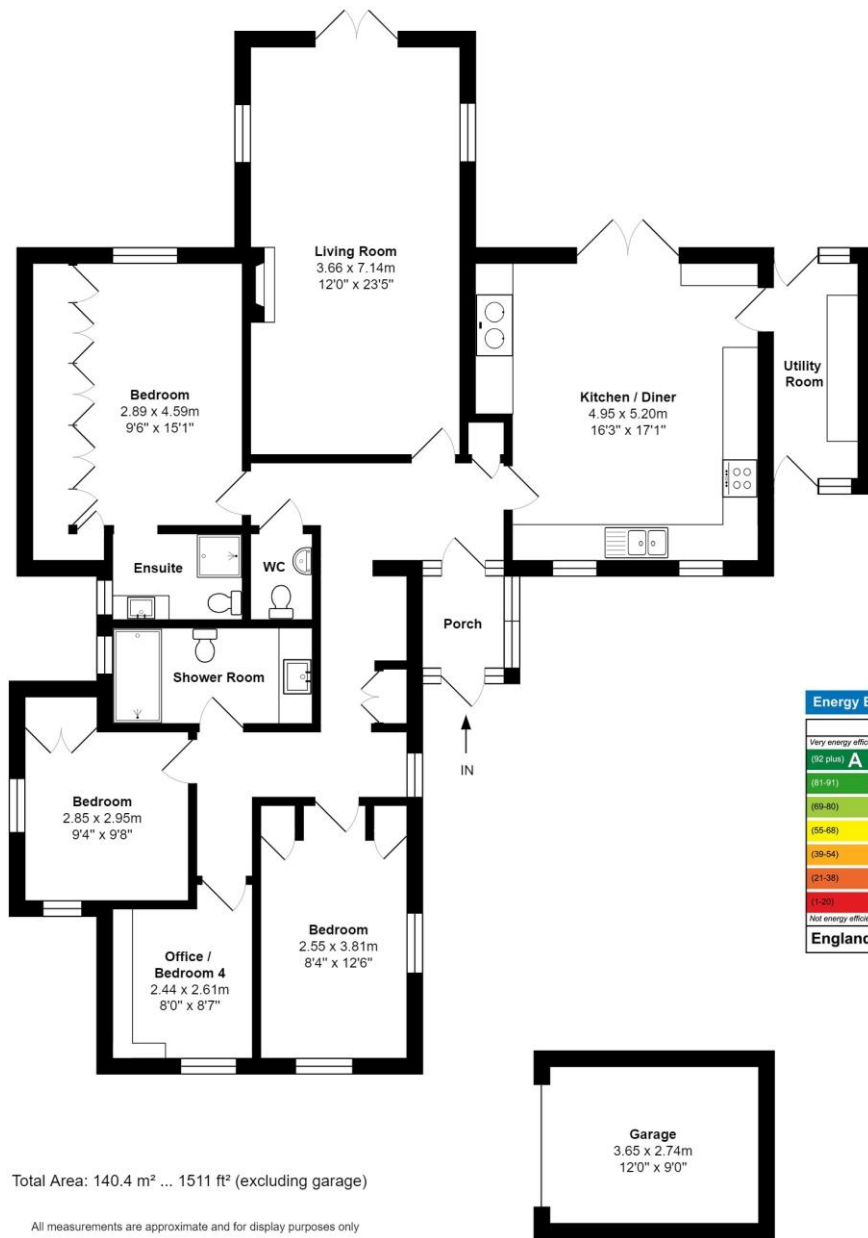 Living Room
3.66 x 7.14m
12'0" x 23'5"
Bedroom
2.89 x 4.59m
9'6" x 15'1"
Kitchen / Diner
4.95 x 5.20m
16'3" x 17'1"
Utility
Room
Ensuite
WC
Porch
Shower Room
IN
Bedroom
2.85 x 2.95m
9'4" x 9'8"
Bedroom
2.55 x 3.81m
8'4" x 12'6"
Office /
Bedroom 4
2.44 x 2.61m
8'0" x 8'7"
Energy E
Very energy effici
(92 plus) A
(81-91)
(69-80)
(55-68)
(39-54)
(21-38)
(1-20)
Not energy efficie
England
Garage
3.65 x 2.74m
12'0" x 9'0"
Total Area: 140.4 m² ... 1511 ft² (excluding garage)
All measurements are approximate and for display purposes only